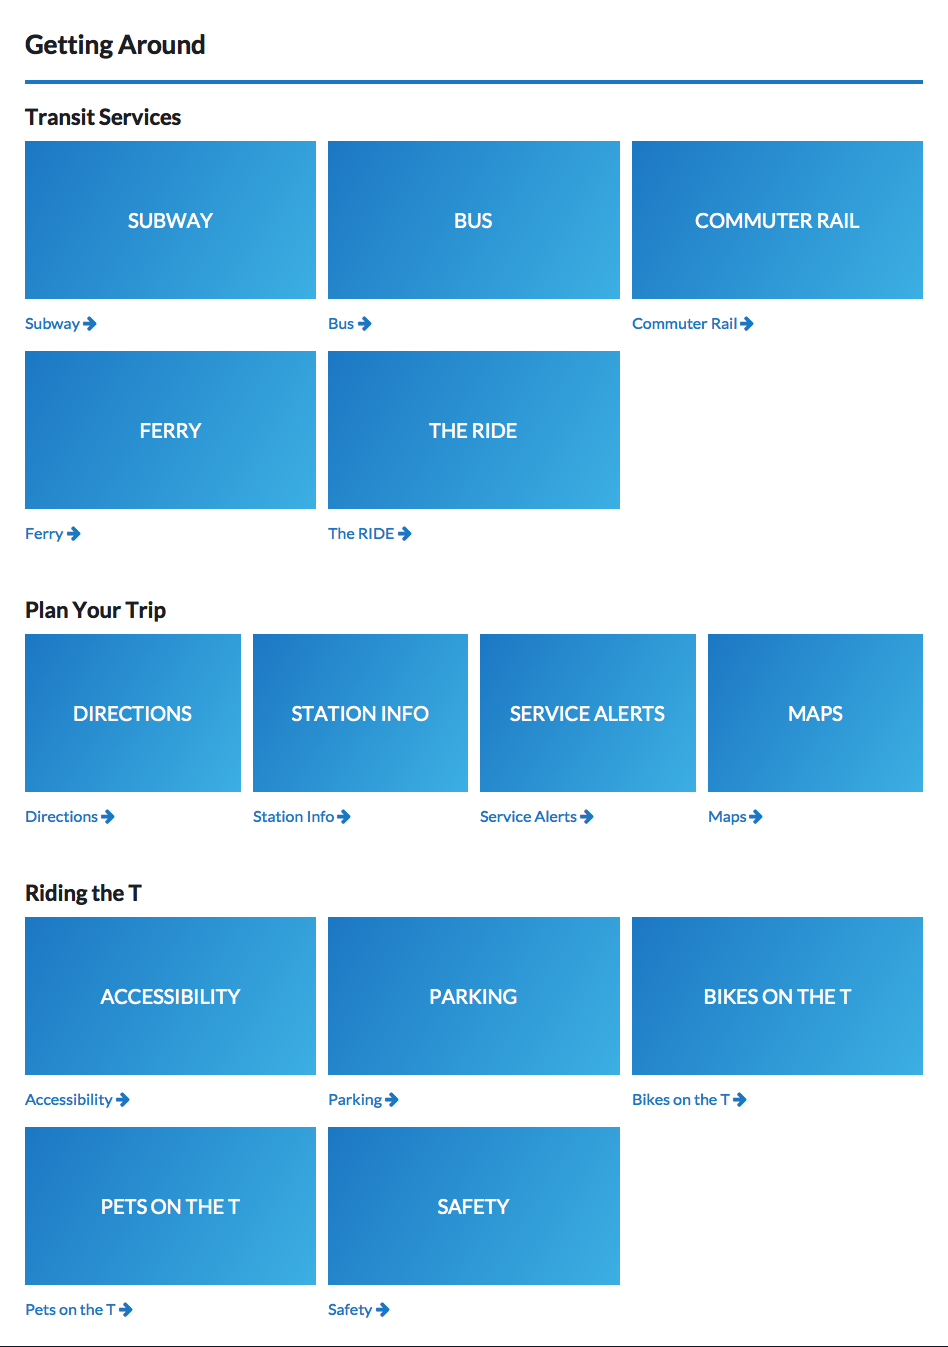 Getting Around
Transit Services
SUBWAY
BUS
COMMUTER RAIL
Subway
Bus
Commuter Rail
FERRY
THE RIDE
Ferry
The RIDE
Plan Your Trip
DIRECTIONS
STATION INFO
SERVICE ALERTS
MAPS
Directions
Station Info
Service Alerts
Maps
Riding the T
ACCESSIBILITY
PARKING
BIKES ON THE T
Accessibility
Parking
Bikes on the T
PETS ON THE T
SAFETY
Pets on the T
Safety